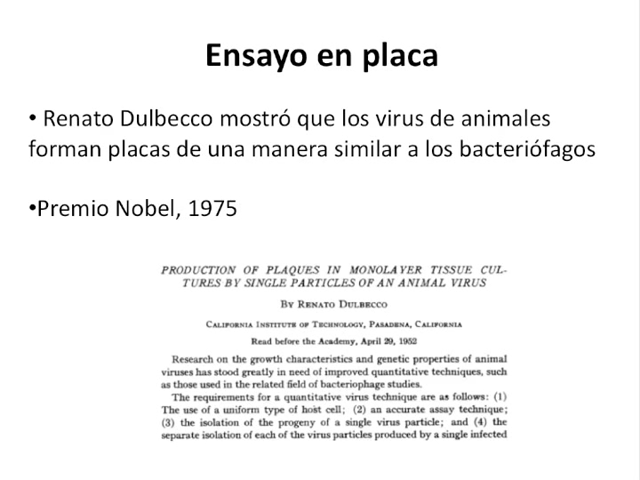 Ensayo en placa
• Renato Dulbecco mostró que los virus de animales
forman placas de una manera similar a los bacteriófagos
•Premio Nobel, 1975
PRODUCTION OF PLAQUES IN MONOLAYER TISSUE CUL-
TURES BY SINGLE PARTICLES OF AN ANIMAL VIRUS
By Renato Dulbecco
California Institute of Technology, Pasadena, California
Read before the Academy, April 29, 1952
Research on the growth characteristics and genetic properties of animal
viruses has stood greatly in need of improved quantitative techniques, such
as those used in the related field of bacteriophage studies.
The requirements for a quantitative virus technique are as follows: (1)
The use of a uniform type of host cell; (2) an accurate assay technique;
(3) the isolation of the progeny of a single virus particle; and (4) the
separate isolation of each of the virus particles produced by a single infected